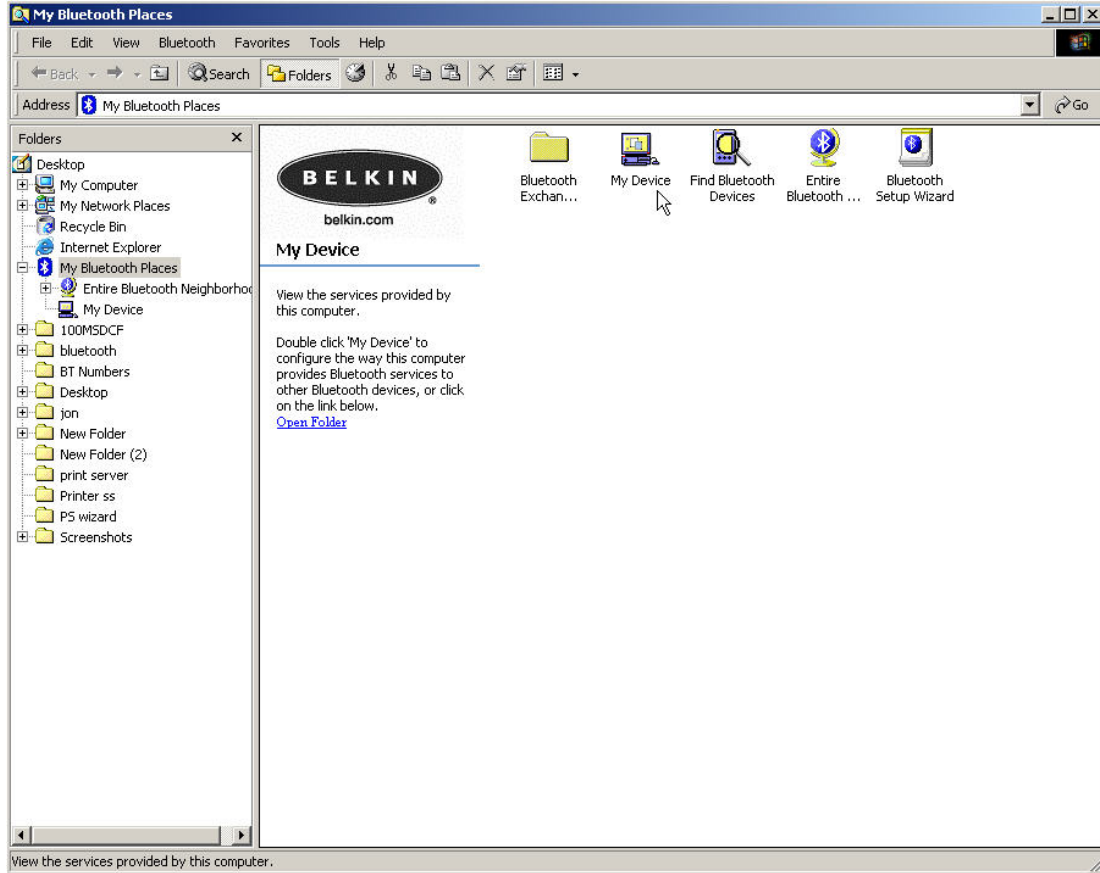 My Bluetooth Places
File Edit View Bluetooth Favorites Tools Help
Back Search Folders
Address My Bluetooth Places Go
Folders
Desktop
My Computer
My Network Places
Recycle Bin
Internet Explorer
My Bluetooth Places
Entire Bluetooth Neighborhoo
My Device
100MSDCF
bluetooth
BT Numbers
Desktop
jon
New Folder
New Folder (2)
print server
Printer ss
PS wizard
Screenshots
BELKIN®
belkin.com
My Device
View the services provided by
this computer.
Double click 'My Device' to
configure the way this computer
provides Bluetooth services to
other Bluetooth devices, or click
on the link below.
Open Folder
Bluetooth
Exchan...
My Device
Find Bluetooth
Devices
Entire
Bluetooth ...
Bluetooth
Setup Wizard
View the services provided by this computer.